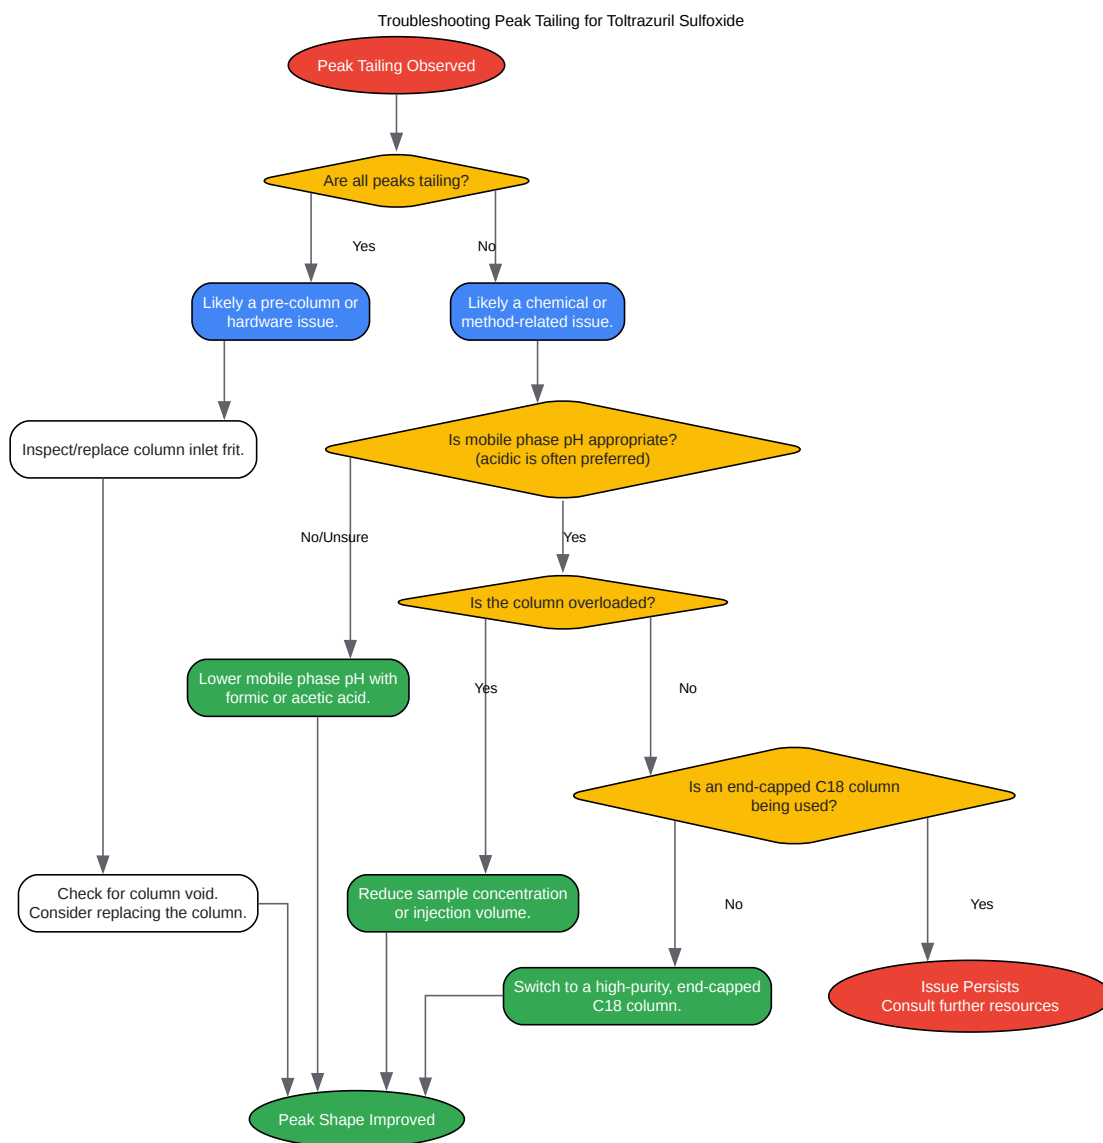 Troubleshooting Peak Tailing for Toltrazuril Sulfoxide
Peak Tailing Observed
Are all peaks tailing?
Yes
No
Likely a pre-column or
hardware issue.
Likely a chemical or
method-related issue.
Inspect/replace column inlet frit.
Is mobile phase pH appropriate?
(acidic is often preferred)
No/Unsure
Yes
Is the column overloaded?
Lower mobile phase pH with
formic or acetic acid.
Yes
No
Is an end-capped C18 column
being used?
Check for column void.
Consider replacing the column.
Reduce sample concentration
or injection volume.
No
Yes
Switch to a high-purity, end-capped
C18 column.
Issue Persists
Consult further resources
Peak Shape Improved